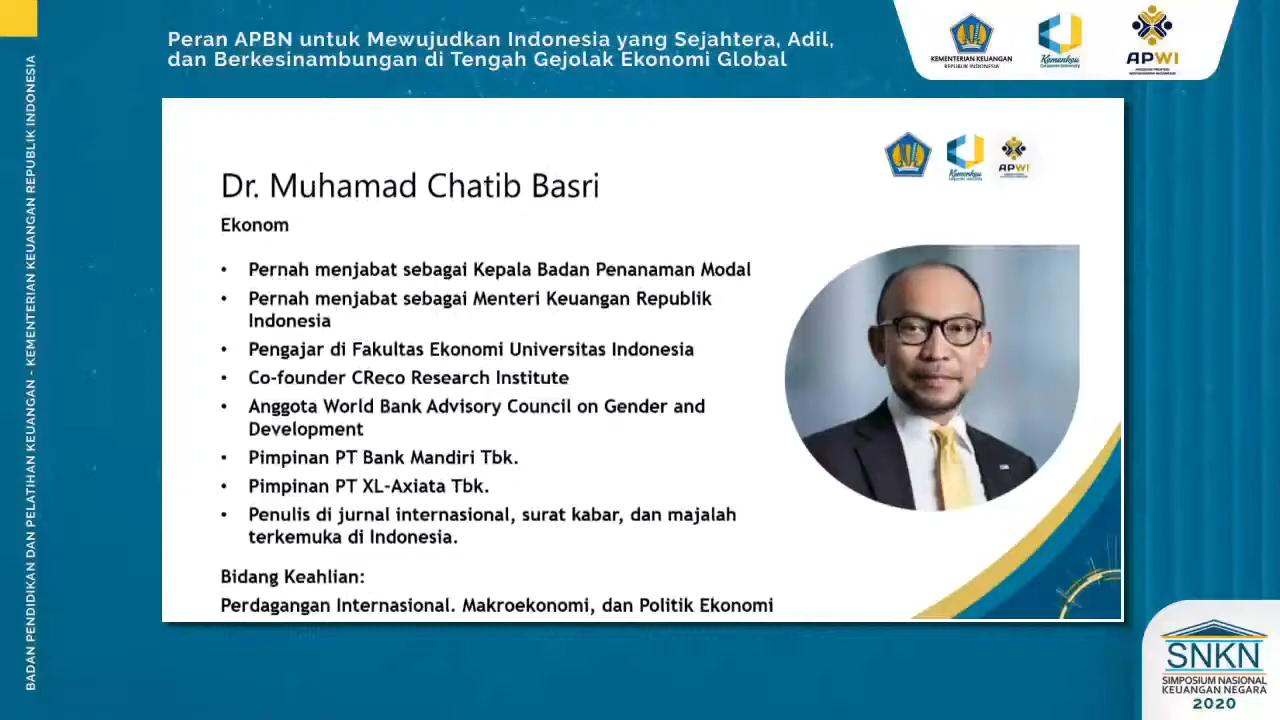 Peran APBN untuk Mewujudkan Indonesia yang Sejahtera, Adil,
dan Berkesinambungan di Tengah Gejolak Ekonomi Global
KEMENTERIAN KEUANGAN
REPUBLIK INDONESIA
Kemenkeu
Corporate University
APWI
BADAN PENDIDIKAN DAN PELATIHAN KEUANGAN - KEMENTERIAN KEUANGAN REPUBLIK INDONESIA
Kemenkeu
APWI
Dr. Muhamad Chatib Basri
Ekonom
• Pernah menjabat sebagai Kepala Badan Penanaman Modal
• Pernah menjabat sebagai Menteri Keuangan Republik
Indonesia
• Pengajar di Fakultas Ekonomi Universitas Indonesia
• Co-founder CReco Research Institute
• Anggota World Bank Advisory Council on Gender and
Development
• Pimpinan PT Bank Mandiri Tbk.
• Pimpinan PT XL-Axiata Tbk.
• Penulis di jurnal internasional, surat kabar, dan majalah
terkemuka di Indonesia.
Bidang Keahlian:
Perdagangan Internasional. Makroekonomi, dan Politik Ekonomi
SNKN
SIMPOSIUM NASIONAL
KEUANGAN NEGARA
2020